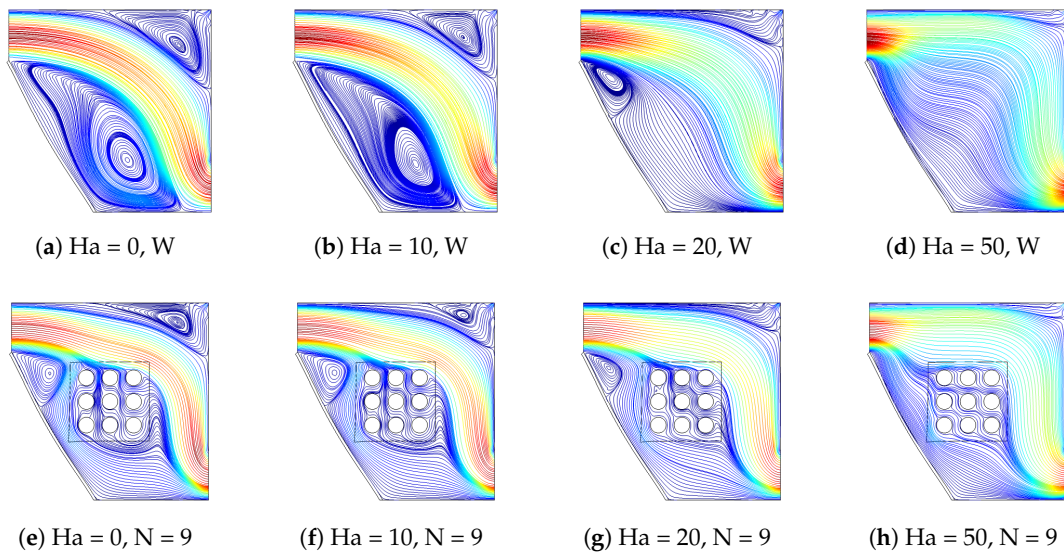 (a) Ha = 0, W
(b) Ha = 10, W
(c) Ha = 20, W
(d) Ha = 50, W
(e) Ha = 0, N = 9
(f) Ha = 10, N = 9
(g) Ha = 20, N = 9
(h) Ha = 50, N = 9